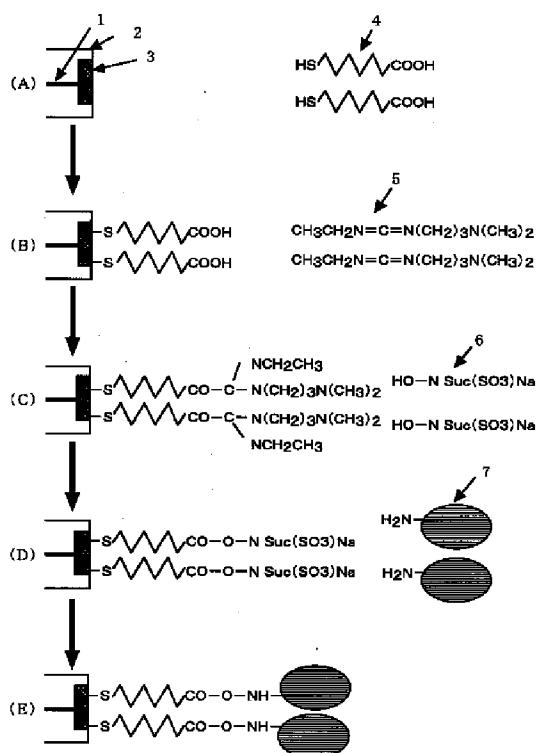 1 2 3 4
(A)
HS COOH
HS COOH
5
(B) S COOH CH3CH2N=C=N(CH2)3N(CH3)2
S COOH CH3CH2N=C=N(CH2)3N(CH3)2
6
NCH2CH3
(C) S CO-C-N(CH2)3N(CH3)2 HO-N Suc(SO3)Na
S CO-C-N(CH2)3N(CH3)2 HO-N Suc(SO3)Na
NCH2CH3
7
H2N
(D) S CO-O-N Suc(SO3)Na
S CO-O-N Suc(SO3)Na H2N
(E) S CO-O-NH
S CO-O-NH